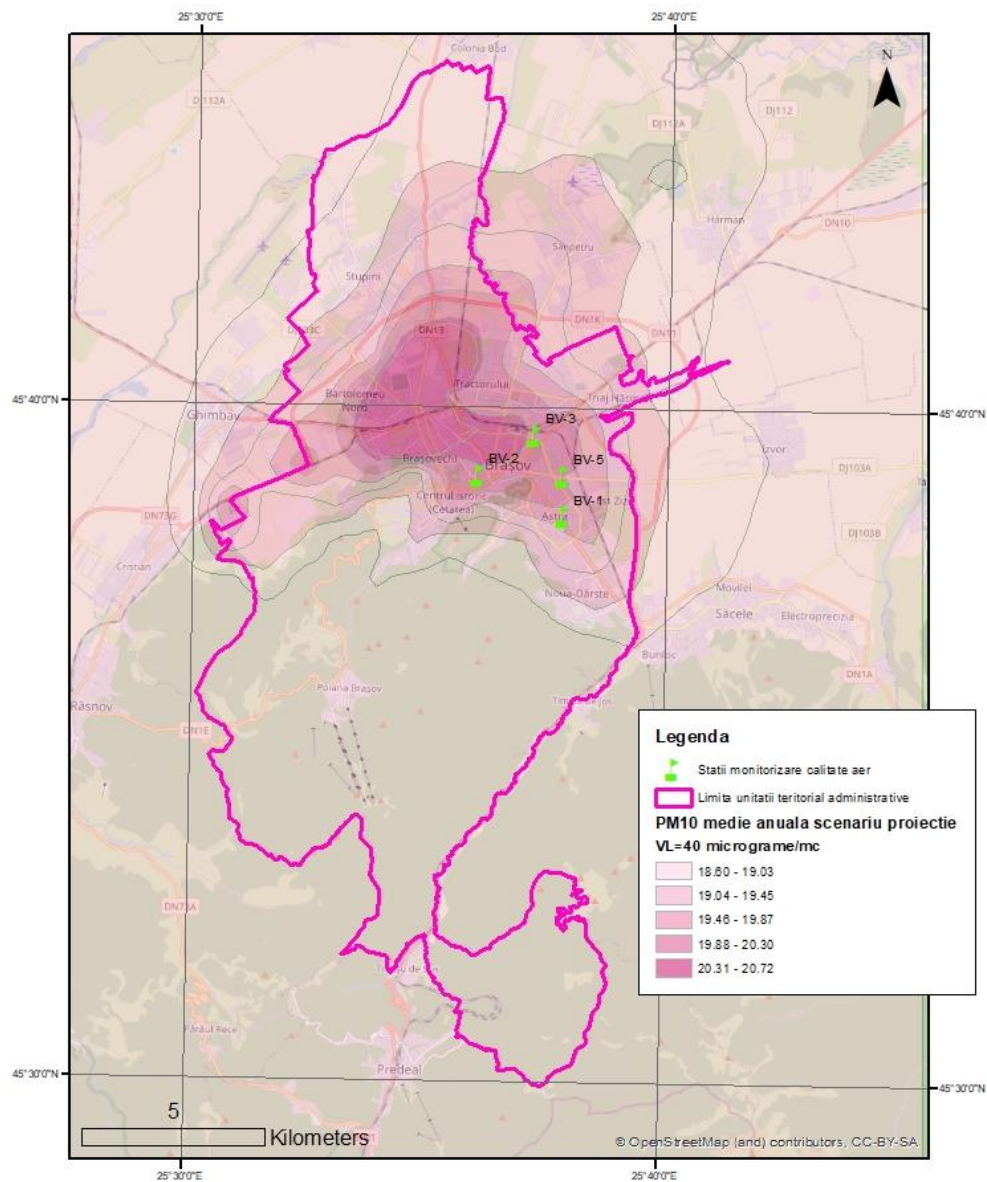 25°30'0"E
25°40'0"E
N
Colonia Bod
DJ112A
DJ112
DJ112A
Hărman
DN10
Sânpetru
Stupini
DN1K
DN11
DN13
Tractorului
Bartolomeu
Nord
45°40'0"N
45°40'0"N
Ghimbav
BV-3
Brașovechi
BV-2
Brașov
BV-5
Izvor
DJ103A
Centrul istoric
(Cetatea)
BV-1
Astra
DN73G
DJ103B
Cristian
Noua-Dârste
Movilei
Săcele
Electroprecizia
Bunloc
DN1A
Poiana Brașov
Râșnov
DN1E
DN73A
Pârâul Rece
Predeal
Legenda
Statii monitorizare calitate aer
Limita unitatii teritorial administrative
PM10 medie anuala scenariu proiectie
VL=40 micrograme/mc
18.60 - 19.03
19.04 - 19.45
19.46 - 19.87
19.88 - 20.30
20.31 - 20.72
45°30'0"N
45°30'0"N
5
Kilometers
© OpenStreetMap (and) contributors, CC-BY-SA
25°30'0"E
25°40'0"E